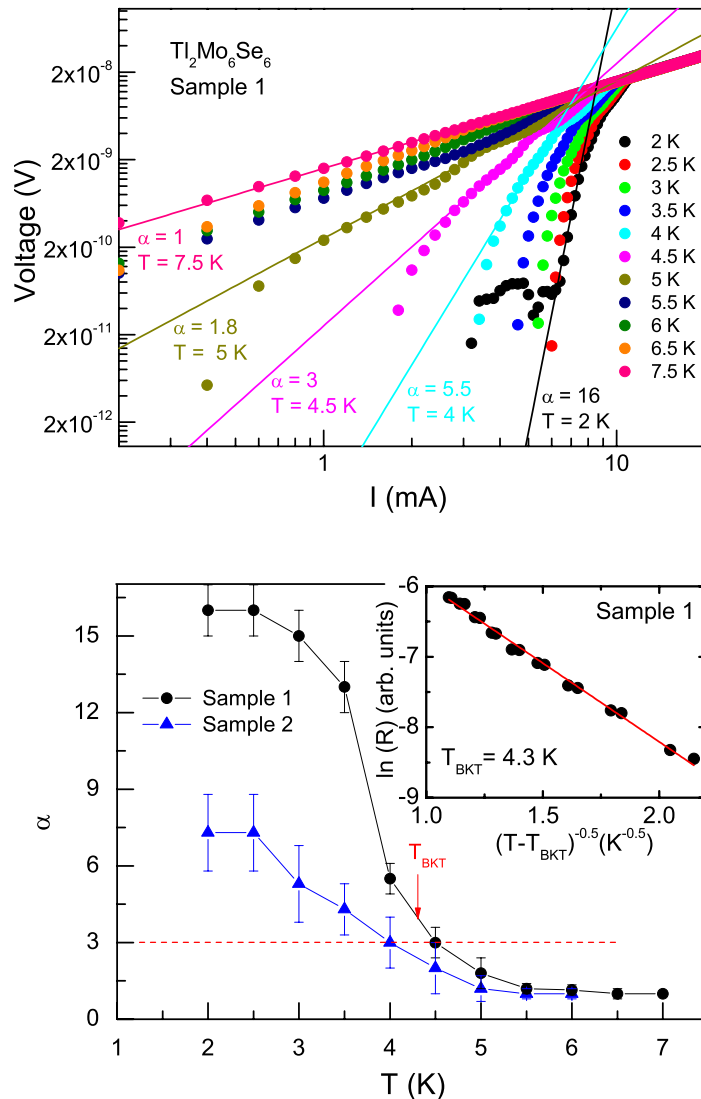 Tl₂Mo₆Se₆
Sample 1
Voltage (V)
2x10⁻⁸
2x10⁻⁹
2x10⁻¹⁰
2x10⁻¹¹
2x10⁻¹²
α = 1
T = 7.5 K
α = 1.8
T = 5 K
α = 3
T = 4.5 K
α = 5.5
T = 4 K
α = 16
T = 2 K
2 K
2.5 K
3 K
3.5 K
4 K
4.5 K
5 K
5.5 K
6 K
6.5 K
7.5 K
1 10
I (mA)
α
15
12
9
6
3
0
Sample 1
Sample 2
T_BKT
1 2 3 4 5 6 7
T (K)
ln (R) (arb. units)
-6
-7
-8
-9
Sample 1
T_BKT= 4.3 K
1.0 1.5 2.0
(T-T_BKT)⁻⁰·⁵(K⁻⁰·⁵)